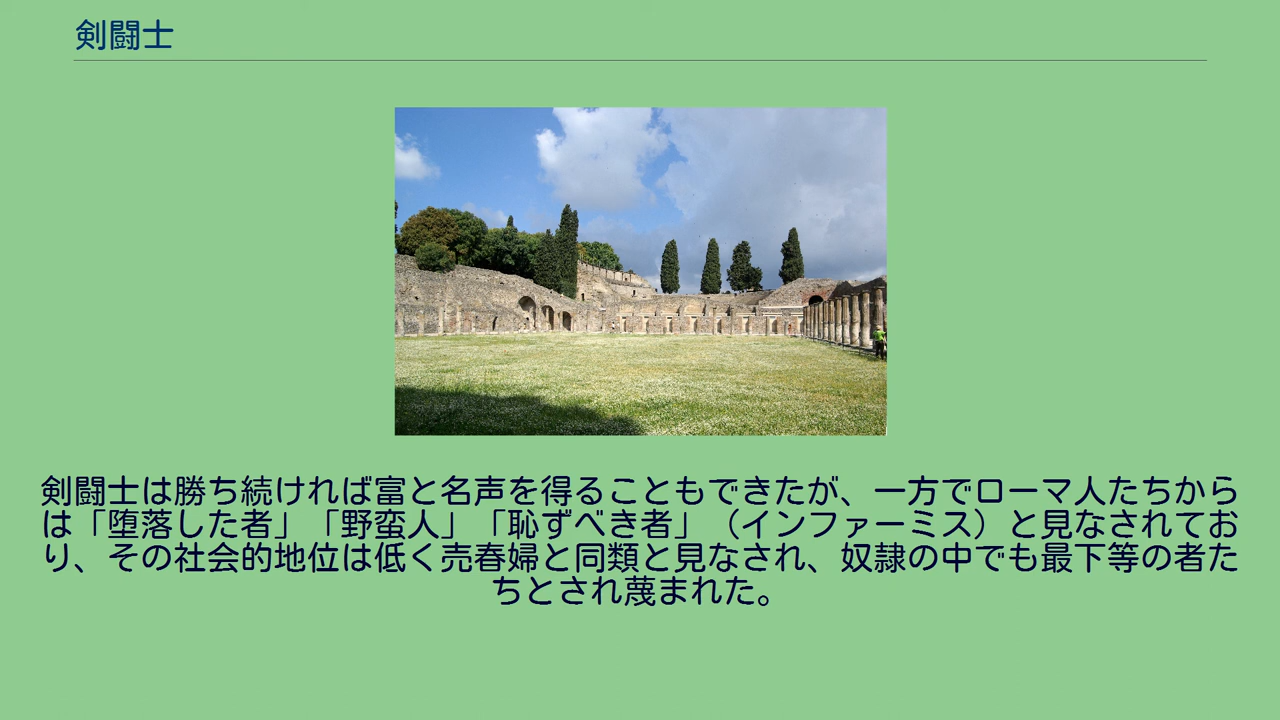 剣闘士
剣闘士は勝ち続ければ富と名声を得ることもできたが、一方でローマ人たちから
は「堕落した者」「野蛮人」「恥ずべき者」（インファーミス）と見なされてお
り、その社会的地位は低く売春婦と同類と見なされ、奴隷の中でも最下等の者た
ちとされ蔑まれた。